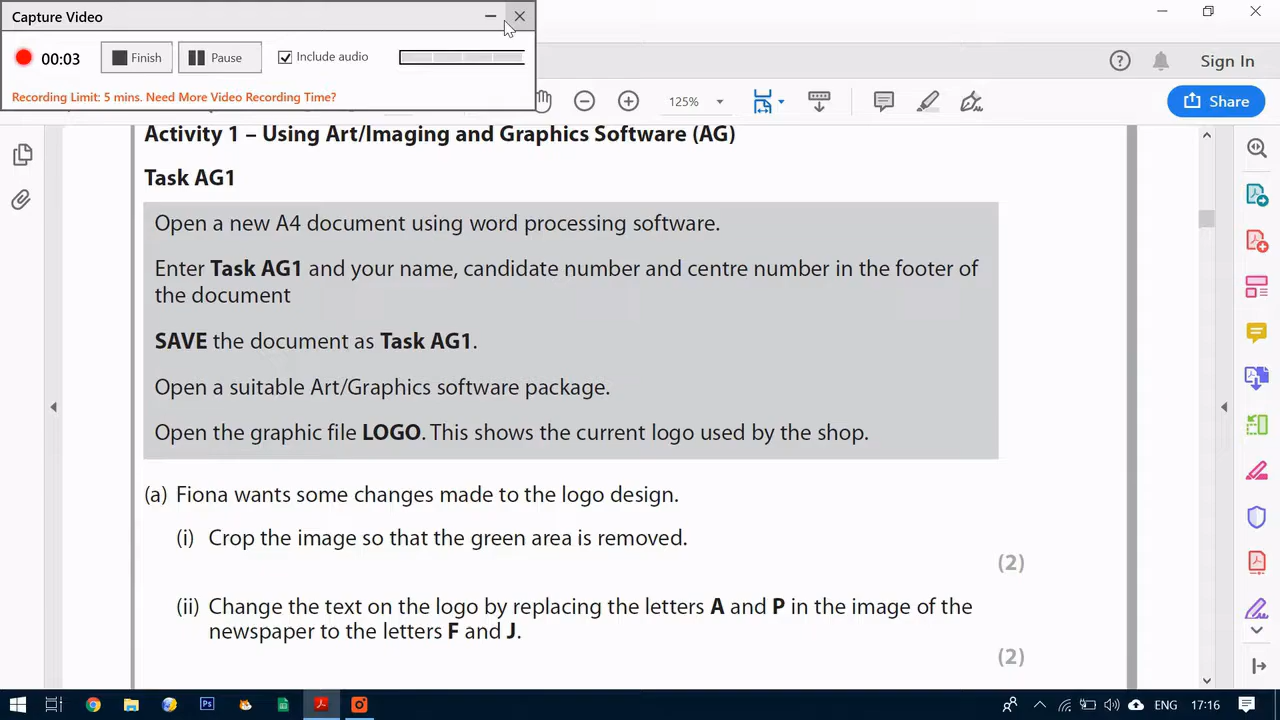 Capture Video
00:03
Finish
Pause
Include audio
Recording Limit: 5 mins. Need More Video Recording Time?
Sign In
125%
Share
Activity 1 – Using Art/Imaging and Graphics Software (AG)
Task AG1
Open a new A4 document using word processing software.
Enter Task AG1 and your name, candidate number and centre number in the footer of
the document
SAVE the document as Task AG1.
Open a suitable Art/Graphics software package.
Open the graphic file LOGO. This shows the current logo used by the shop.
(a) Fiona wants some changes made to the logo design.
(i) Crop the image so that the green area is removed.
(2)
(ii) Change the text on the logo by replacing the letters A and P in the image of the
newspaper to the letters F and J.
(2)
Ps
ENG
17:16